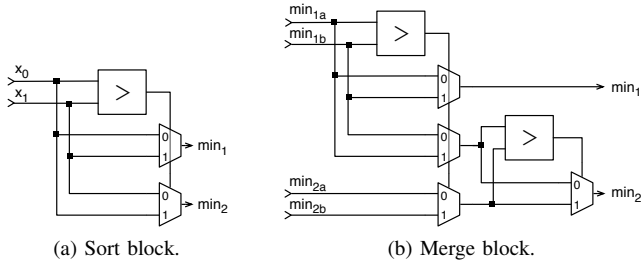 x0
x1
>
0
1
min1
0
1
min2
(a) Sort block.
min1a
min1b
>
0
1
min1
0
1
>
min2a
min2b
0
1
0
1
min2
(b) Merge block.